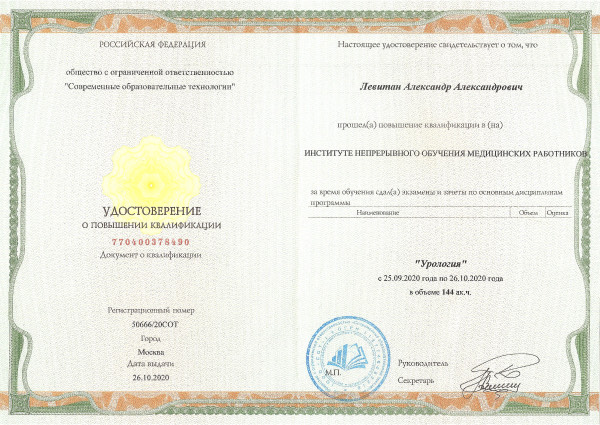 РОССИЙСКАЯ ФЕДЕРАЦИЯ
общество с ограниченной ответственностью
"Современные образовательные технологии"
УДОСТОВЕРЕНИЕ
О ПОВЫШЕНИИ КВАЛИФИКАЦИИ
770400378490
Документ о квалификации
Регистрационный номер
50666/20СОТ
Город
Москва
Дата выдачи
26.10.2020
Настоящее удостоверение свидетельствует о том, что
Левитан Александр Александрович
прошел(а) повышение квалификации в (на)
ИНСТИТУТЕ НЕПРЕРЫВНОГО ОБУЧЕНИЯ МЕДИЦИНСКИХ РАБОТНИКОВ
за время обучения сдал(а) экзамены и зачеты по основным дисциплинам
программы
Наименование Объем Оценка
"Урология"
с 25.09.2020 года по 26.10.2020 года
в объеме 144 ак.ч.
М.П.
Руководитель
Секретарь